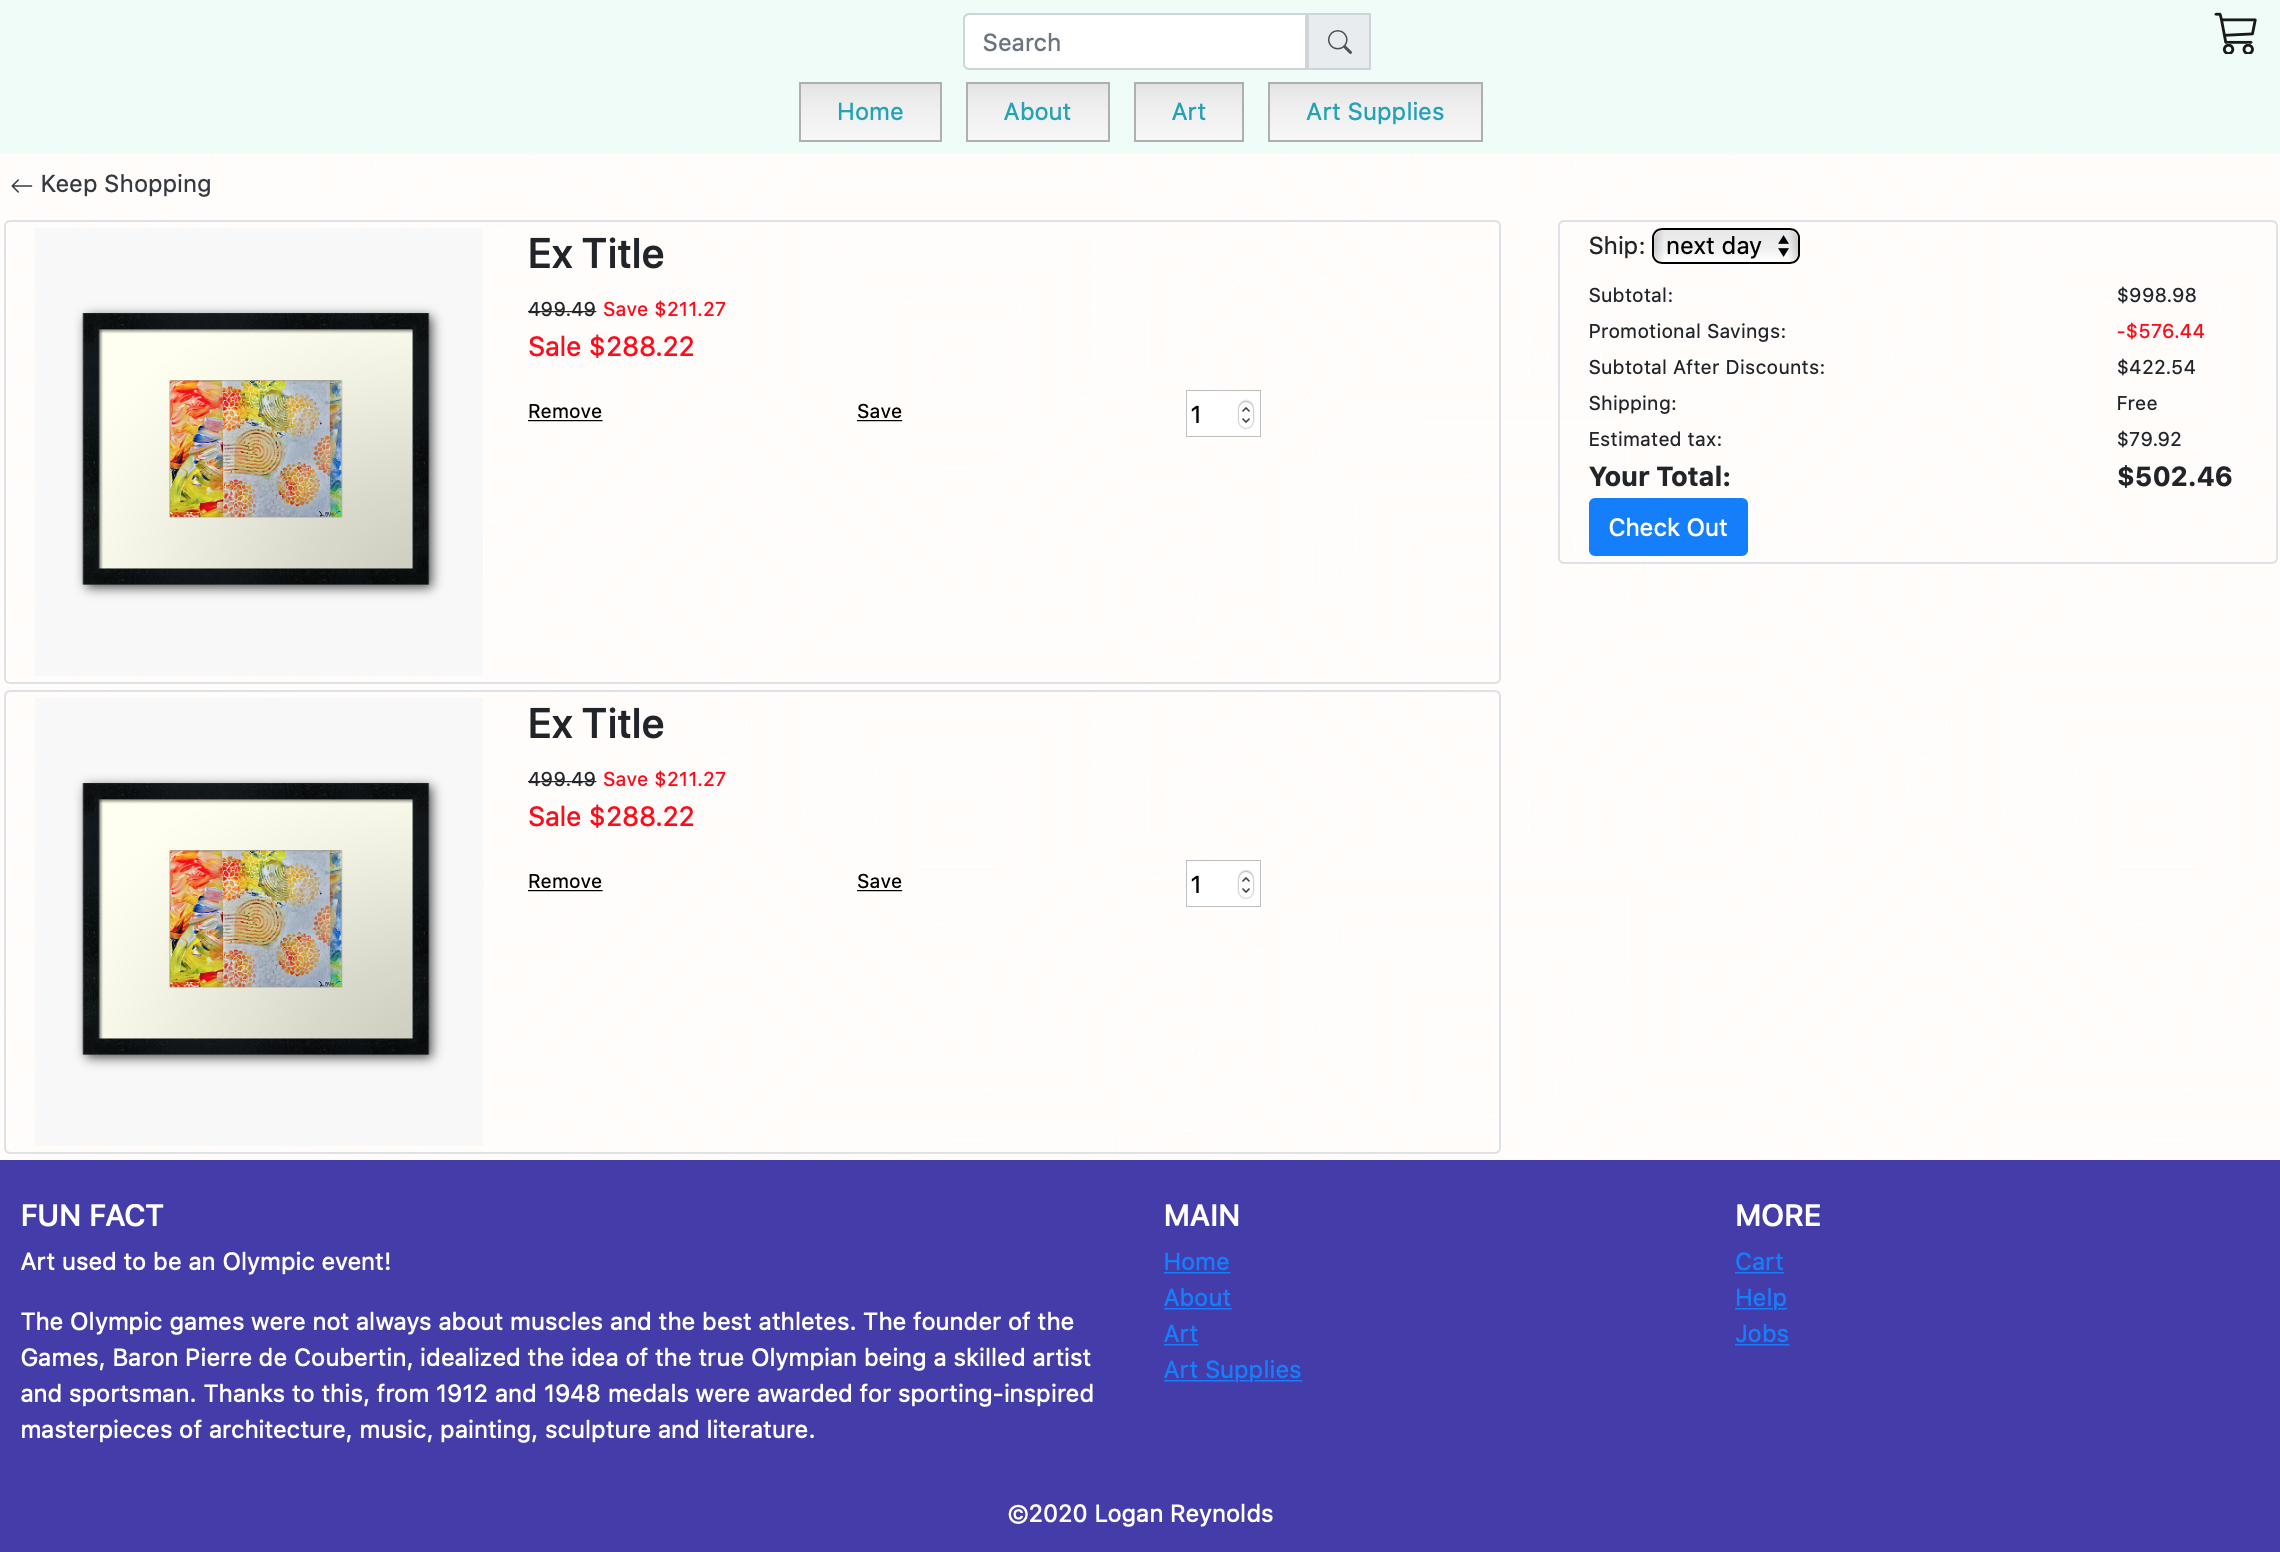 Search
Home About Art Art Supplies
← Keep Shopping
Ex Title
499.49 Save $211.27
Sale $288.22
Remove Save 1
Ex Title
499.49 Save $211.27
Sale $288.22
Remove Save 1
Ship: next day
Subtotal: $998.98
Promotional Savings: -$576.44
Subtotal After Discounts: $422.54
Shipping: Free
Estimated tax: $79.92
Your Total: $502.46
Check Out
FUN FACT
Art used to be an Olympic event!
The Olympic games were not always about muscles and the best athletes. The founder of the
Games, Baron Pierre de Coubertin, idealized the idea of the true Olympian being a skilled artist
and sportsman. Thanks to this, from 1912 and 1948 medals were awarded for sporting-inspired
masterpieces of architecture, music, painting, sculpture and literature.
MAIN
Home
About
Art
Art Supplies
MORE
Cart
Help
Jobs
©2020 Logan Reynolds